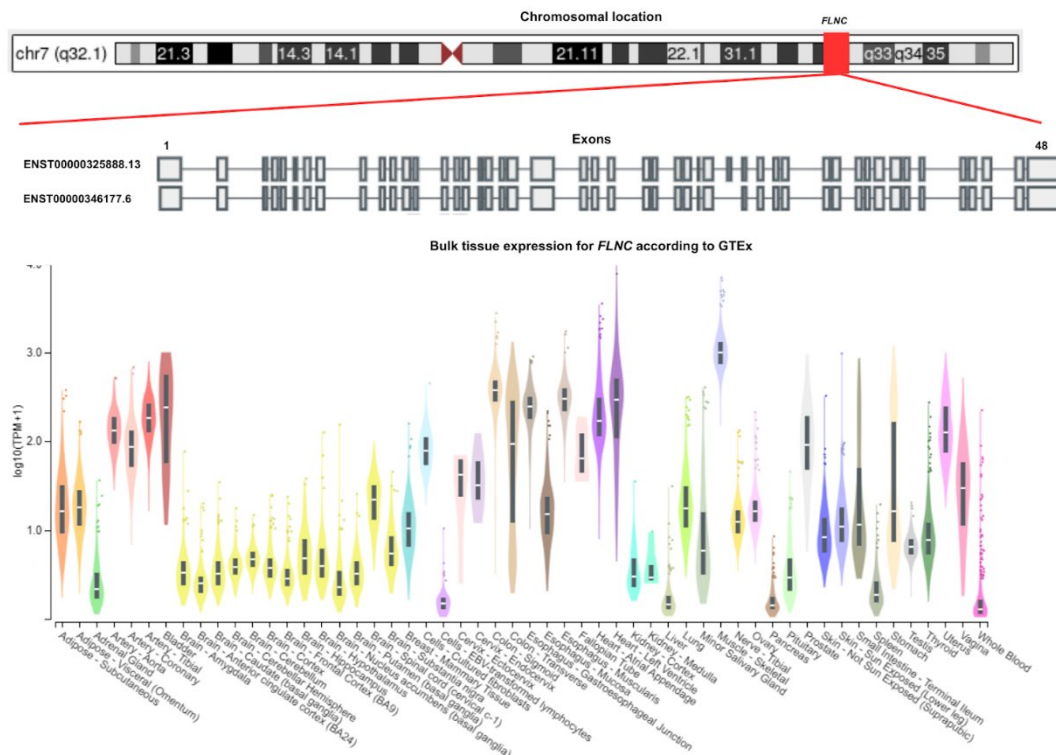 Chromosomal location
FLNC
chr7 (q32.1)
21.3
14.3
14.1
21.11
22.1
31.1
q33
q34
35
Exons
1
48
ENST00000325888.13
ENST00000346177.6
Bulk tissue expression for FLNC according to GTEx
4.0
3.0
2.0
1.0
log10(TPM+1)
Adipose - Subcutaneous
Adipose - Visceral (Omentum)
Adrenal Gland
Artery - Aorta
Artery - Coronary
Artery - Tibial
Bladder
Brain - Amygdala
Brain - Anterior cingulate cortex (BA24)
Brain - Caudate (basal ganglia)
Brain - Cerebellar Hemisphere
Brain - Cerebellum
Brain - Cortex
Brain - Frontal Cortex (BA9)
Brain - Hippocampus
Brain - Hypothalamus
Brain - Nucleus accumbens (basal ganglia)
Brain - Putamen (basal ganglia)
Brain - Spinal cord (cervical c-1)
Brain - Substantia nigra
Breast - Mammary Tissue
Cells - Cultured fibroblasts
Cells - EBV-transformed lymphocytes
Cervix - Ectocervix
Cervix - Endocervix
Colon - Sigmoid
Colon - Transverse
Esophagus - Gastroesophageal Junction
Esophagus - Mucosa
Esophagus - Muscularis
Fallopian Tube
Heart - Atrial Appendage
Heart - Left Ventricle
Kidney - Cortex
Kidney - Medulla
Liver
Lung
Minor Salivary Gland
Muscle - Skeletal
Nerve - Tibial
Ovary
Pancreas
Pituitary
Prostate
Skin - Not Sun Exposed (Suprapubic)
Skin - Sun Exposed (Lower leg)
Small Intestine - Terminal Ileum
Spleen
Stomach
Testis
Thyroid
Uterus
Vagina
Whole Blood